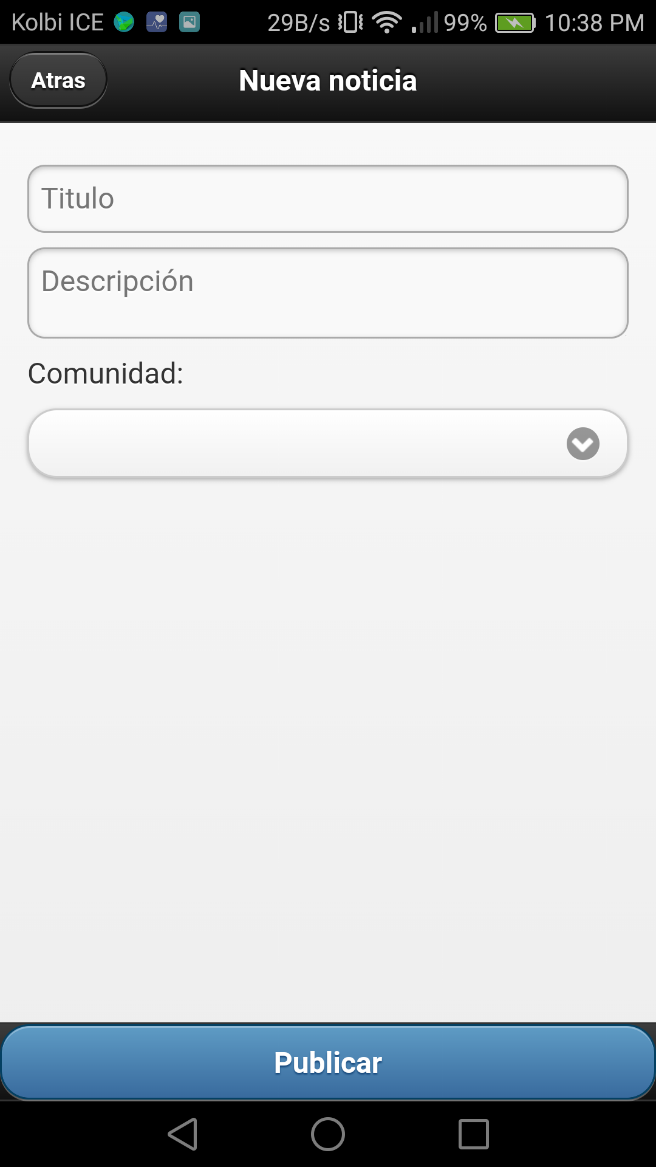 Kolbi ICE 29B/s 99% 10:38 PM
Atras Nueva noticia
Titulo
Descripción
Comunidad:
Publicar